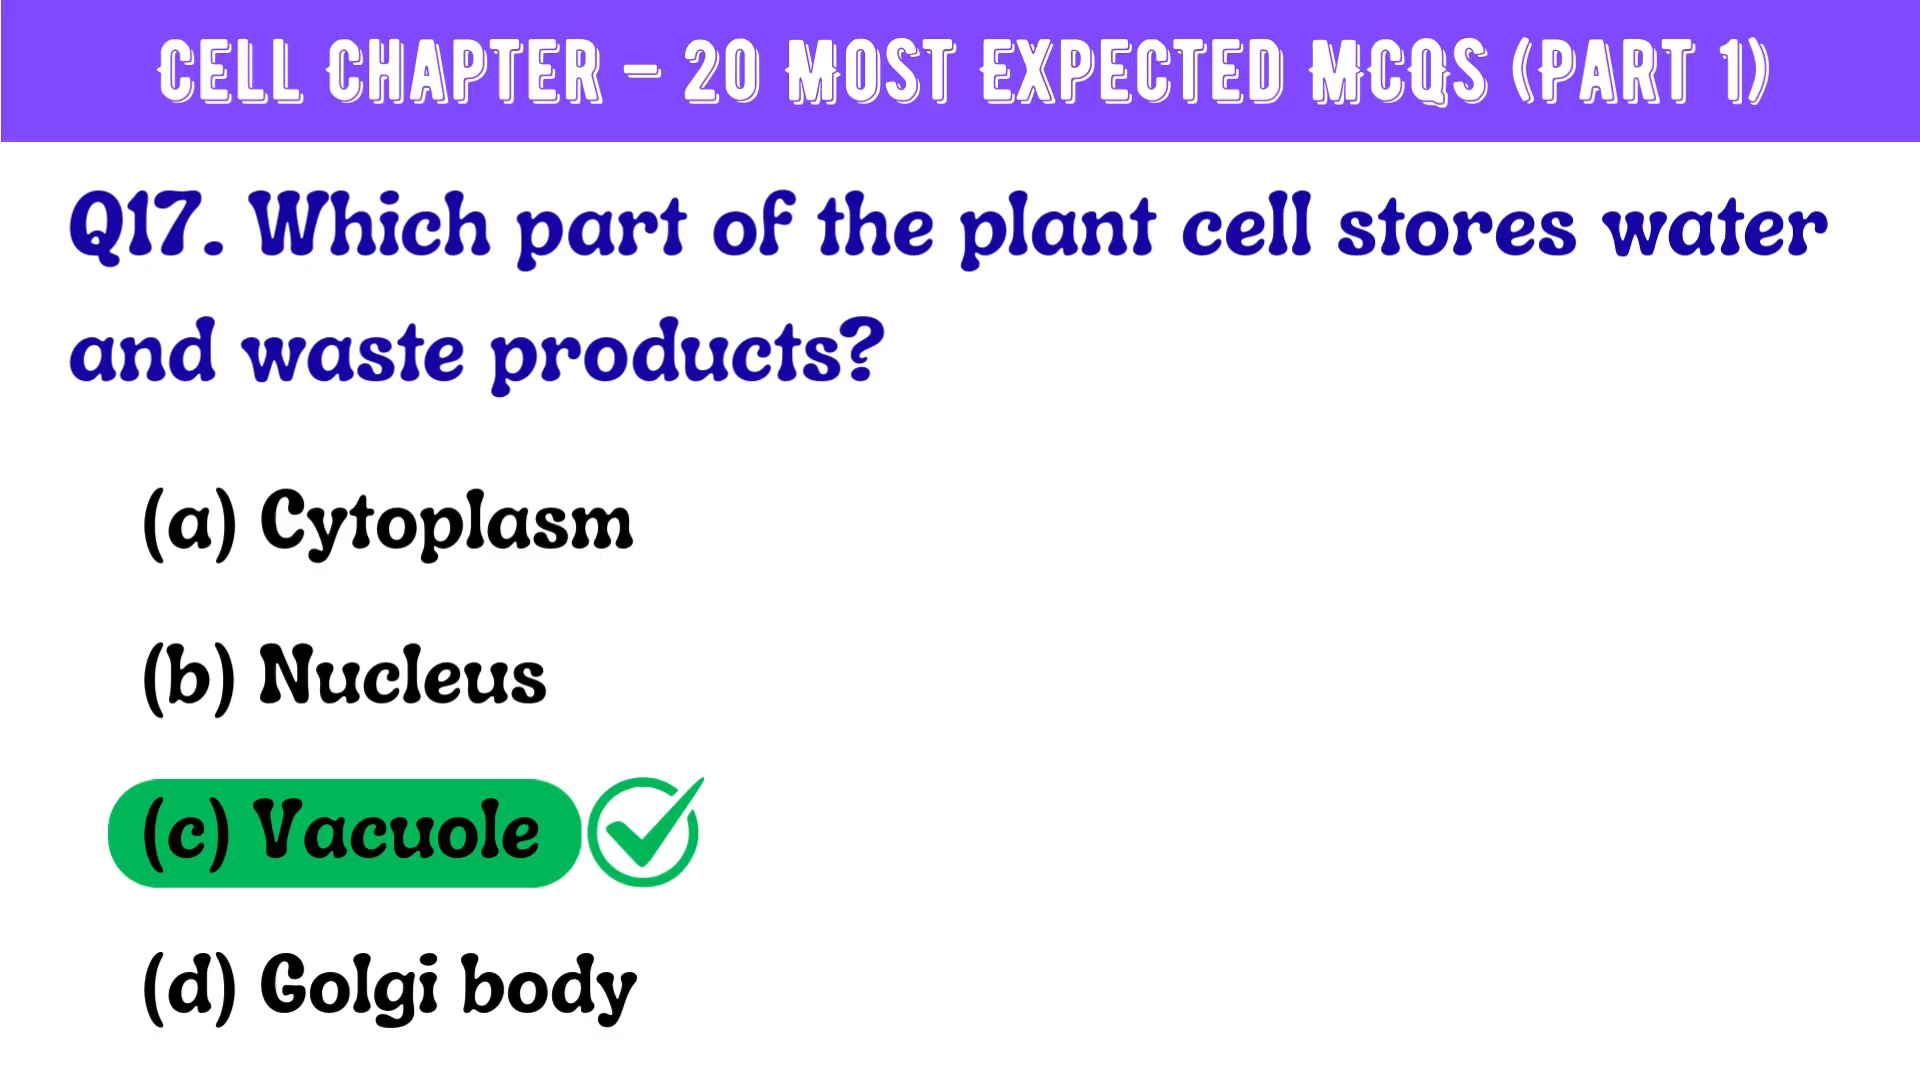 Cell Chapter – 20 Most Expected MCQs (Part 1)
Q17. Which part of the plant cell stores water
and waste products?
(a) Cytoplasm
(b) Nucleus
(c) Vacuole
(d) Golgi body